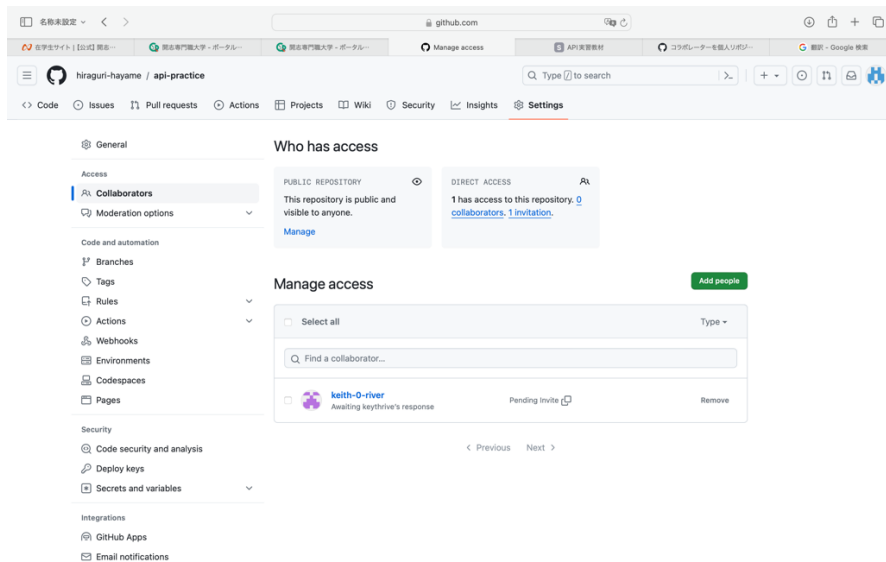 名称未設定
github.com
在学生サイト | 【公式】開志…
開志専門職大学 - ポータル…
開志専門職大学 - ポータル…
Manage access
S API実習教材
コラボレーターを個人リポジ…
翻訳 - Google 検索
hiraguri-hayame / api-practice
Type / to search
Code Issues Pull requests Actions Projects Wiki Security Insights Settings
General
Access
Collaborators
Moderation options
Code and automation
Branches
Tags
Rules
Actions
Webhooks
Environments
Codespaces
Pages
Security
Code security and analysis
Deploy keys
Secrets and variables
Integrations
GitHub Apps
Email notifications
Who has access
PUBLIC REPOSITORY
This repository is public and
visible to anyone.
Manage
DIRECT ACCESS
1 has access to this repository. 0
collaborators. 1 invitation.
Manage access
Add people
Select all
Type
Find a collaborator...
keith-0-river
Awaiting keythrive's response
Pending Invite
Remove
Previous Next